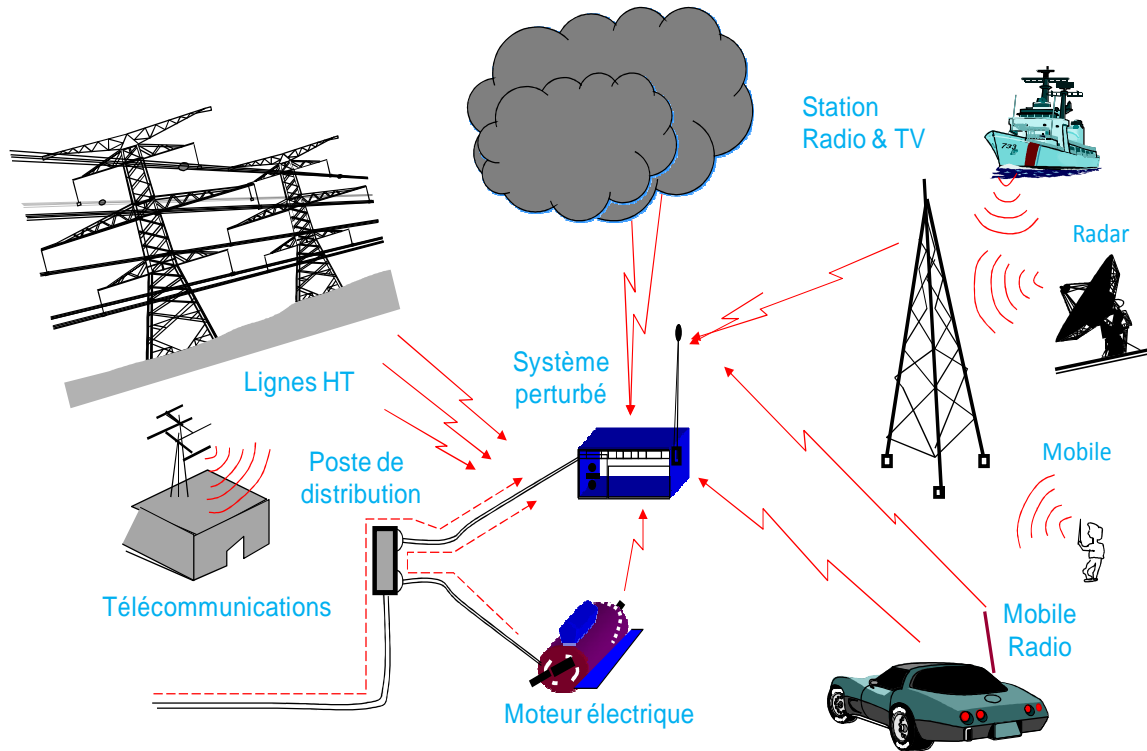 Station
Radio & TV
Radar
Système
perturbé
Lignes HT
Poste de
distribution
Mobile
Télécommunications
Mobile
Radio
Moteur électrique